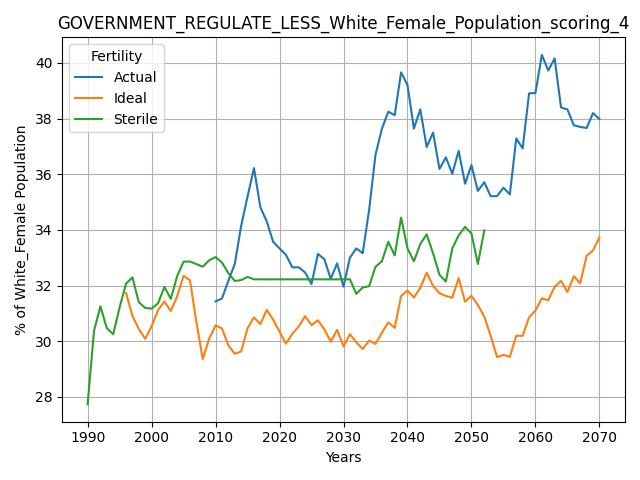 GOVERNMENT_REGULATE_LESS_White_Female_Population_scoring_4
Fertility
Actual
Ideal
Sterile
% of White_Female Population
40
38
36
34
32
30
28
1990 2000 2010 2020 2030 2040 2050 2060 2070
Years